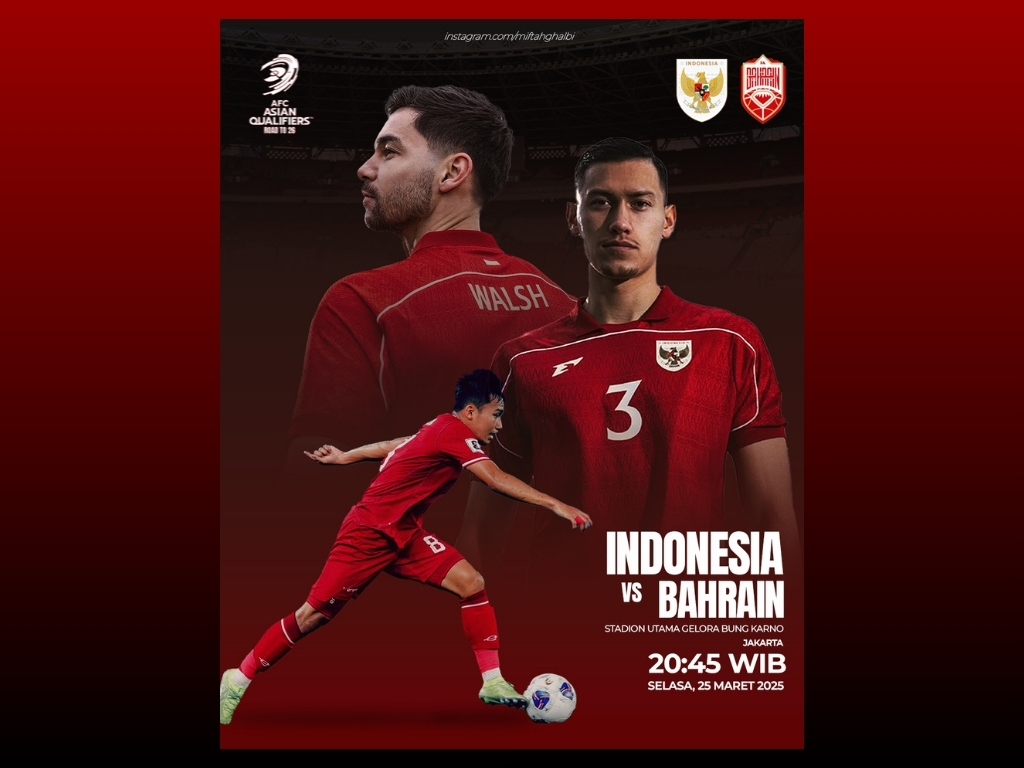 instagram.com/miftahghalbi
AFC
ASIAN
QUALIFIERS™
ROAD TO 26
INDONESIA
BAHRAIN
WALSH
3
8
INDONESIA
VS BAHRAIN
STADION UTAMA GELORA BUNG KARNO
JAKARTA
20:45 WIB
SELASA, 25 MARET 2025